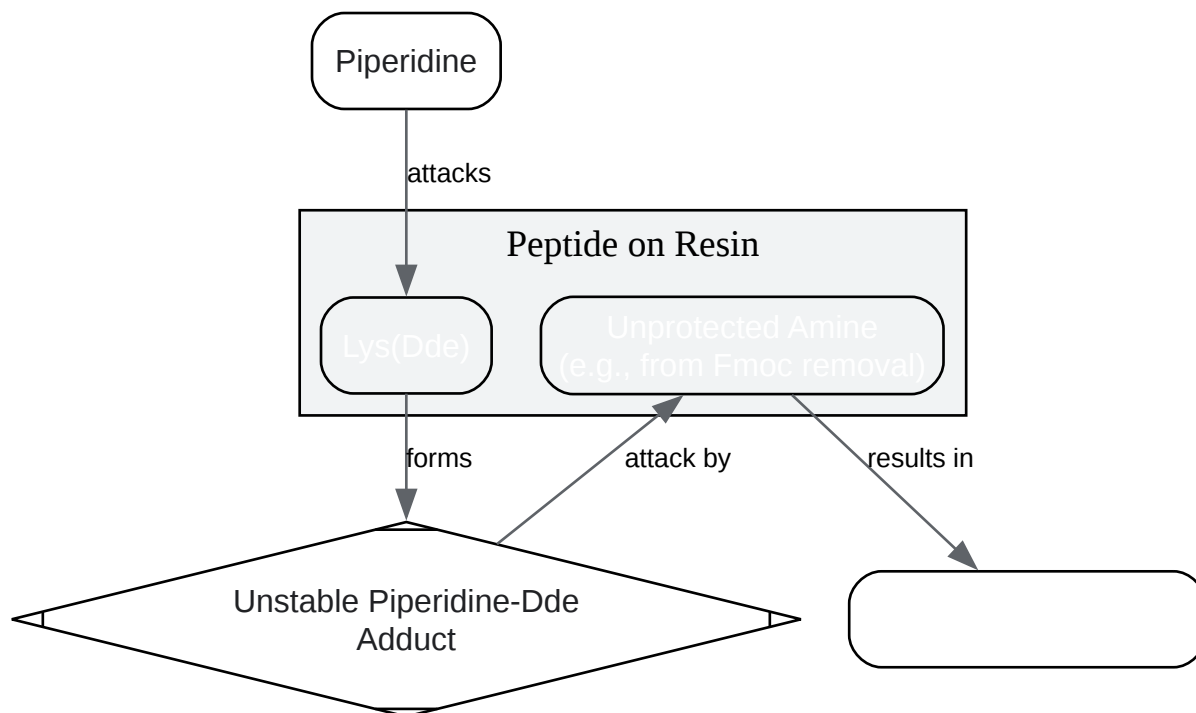 Piperidine
attacks
Peptide on Resin
Lys(Dde)
Unprotected Amine
(e.g., from Fmoc removal)
forms
attack by
results in
Unstable Piperidine-Dde
Adduct